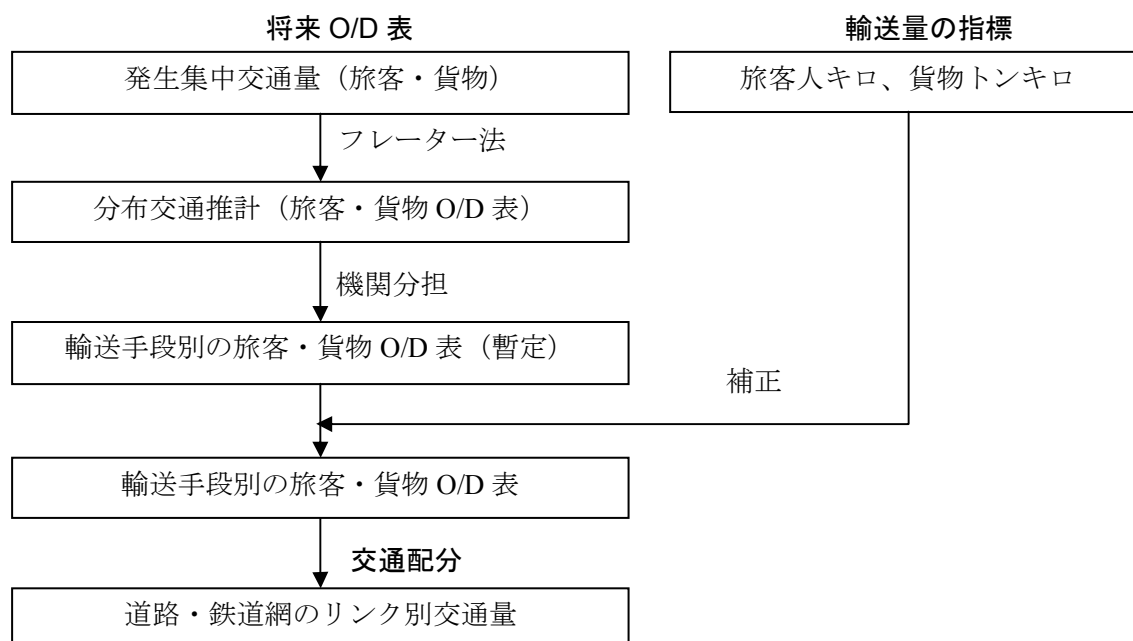 将来 O/D 表
輸送量の指標
発生集中交通量（旅客・貨物）
旅客人キロ、貨物トンキロ
フレーター法
分布交通推計（旅客・貨物 O/D 表）
機関分担
輸送手段別の旅客・貨物 O/D 表（暫定）
補正
輸送手段別の旅客・貨物 O/D 表
交通配分
道路・鉄道網のリンク別交通量